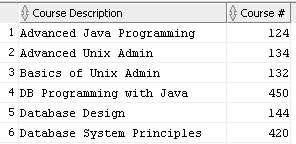 Course Description Course #
1 Advanced Java Programming 124
2 Advanced Unix Admin 134
3 Basics of Unix Admin 132
4 DB Programming with Java 450
5 Database Design 144
6 Database System Principles 420